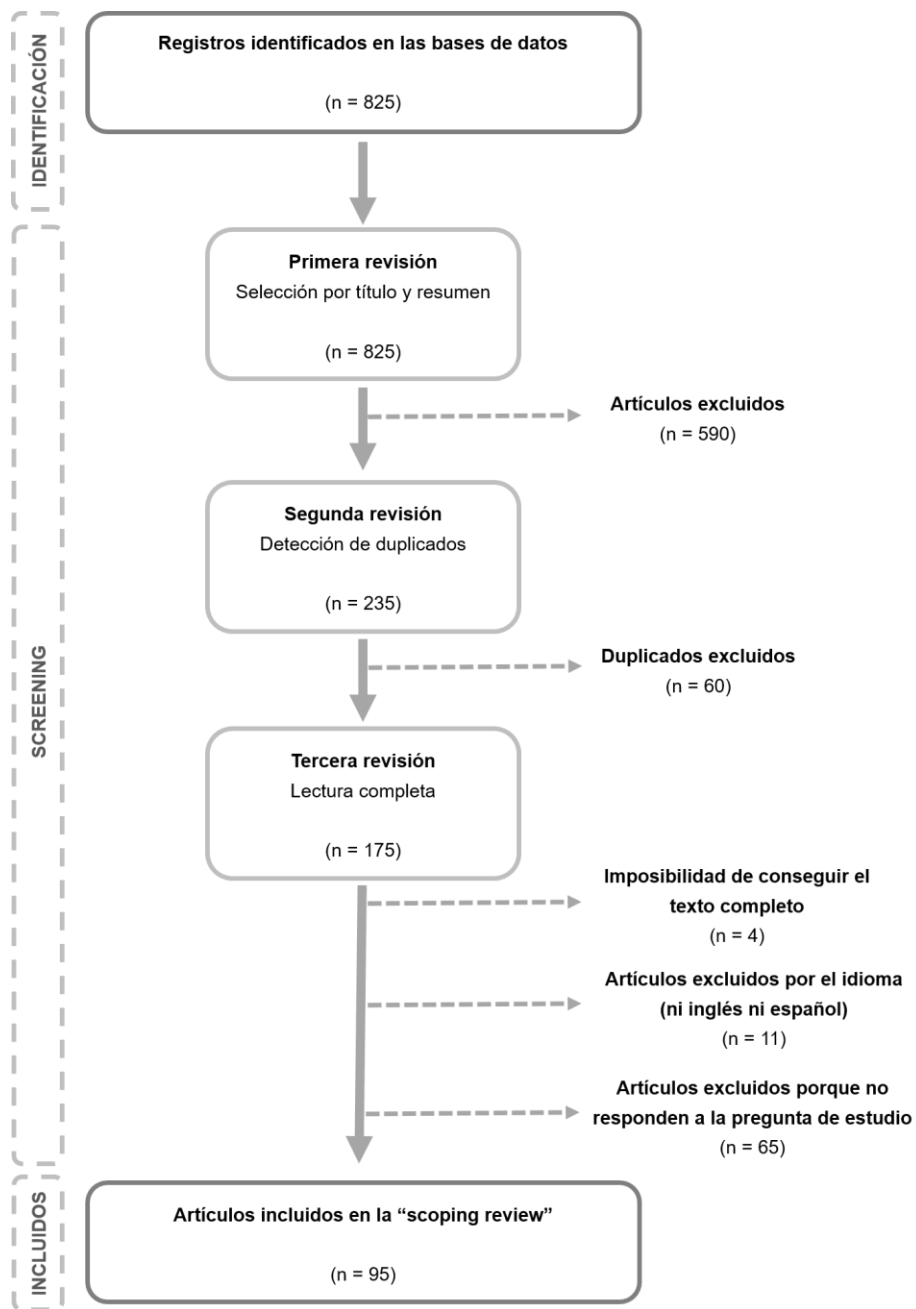 IDENTIFICACIÓN
Registros identificados en las bases de datos
(n = 825)
SCREENING
Primera revisión
Selección por título y resumen
(n = 825)
Artículos excluidos
(n = 590)
Segunda revisión
Detección de duplicados
(n = 235)
Duplicados excluidos
(n = 60)
Tercera revisión
Lectura completa
(n = 175)
Imposibilidad de conseguir el
texto completo
(n = 4)
Artículos excluidos por el idioma
(ni inglés ni español)
(n = 11)
Artículos excluidos porque no
responden a la pregunta de estudio
(n = 65)
INCLUIDOS
Artículos incluidos en la “scoping review”
(n = 95)